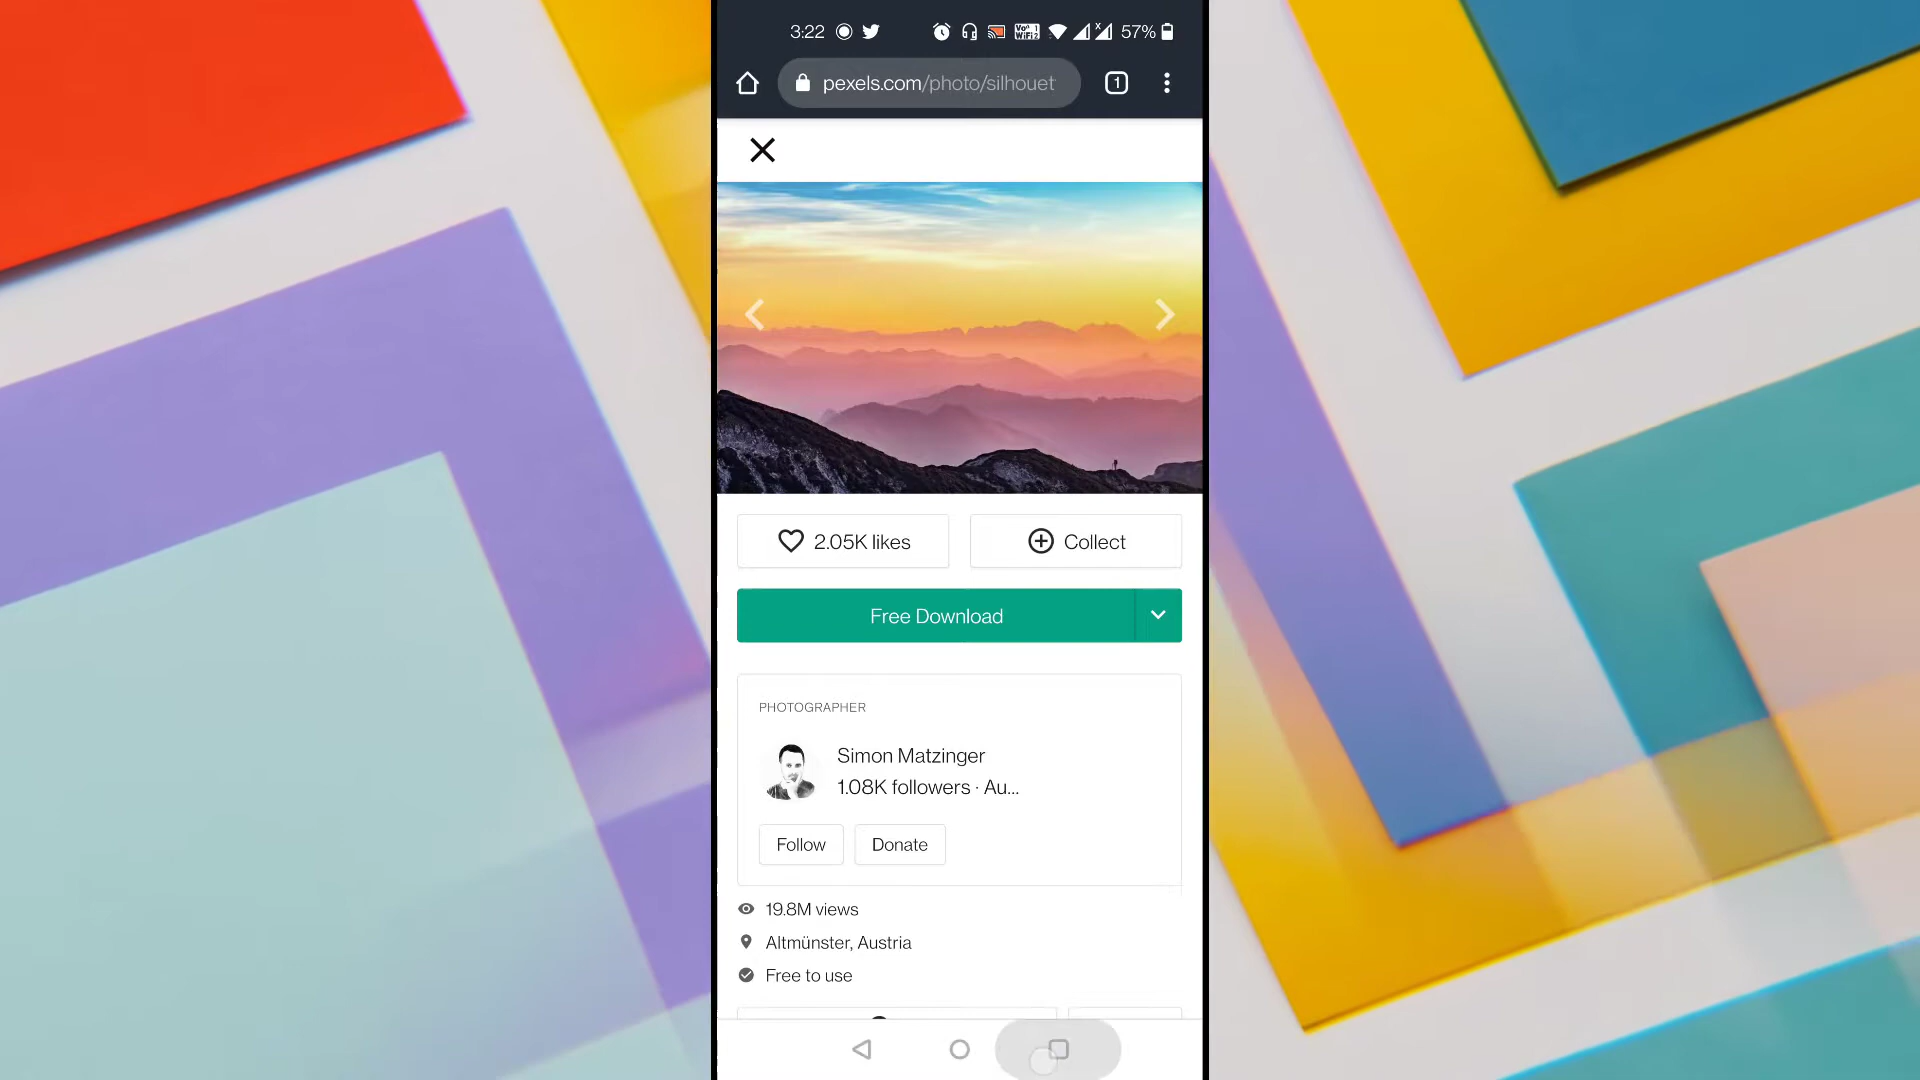 3:22
57%
pexels.com/photo/silhouet
1
2.05K likes
Collect
Free Download
PHOTOGRAPHER
Simon Matzinger
1.08K followers · Au...
Follow
Donate
19.8M views
Altmünster, Austria
Free to use